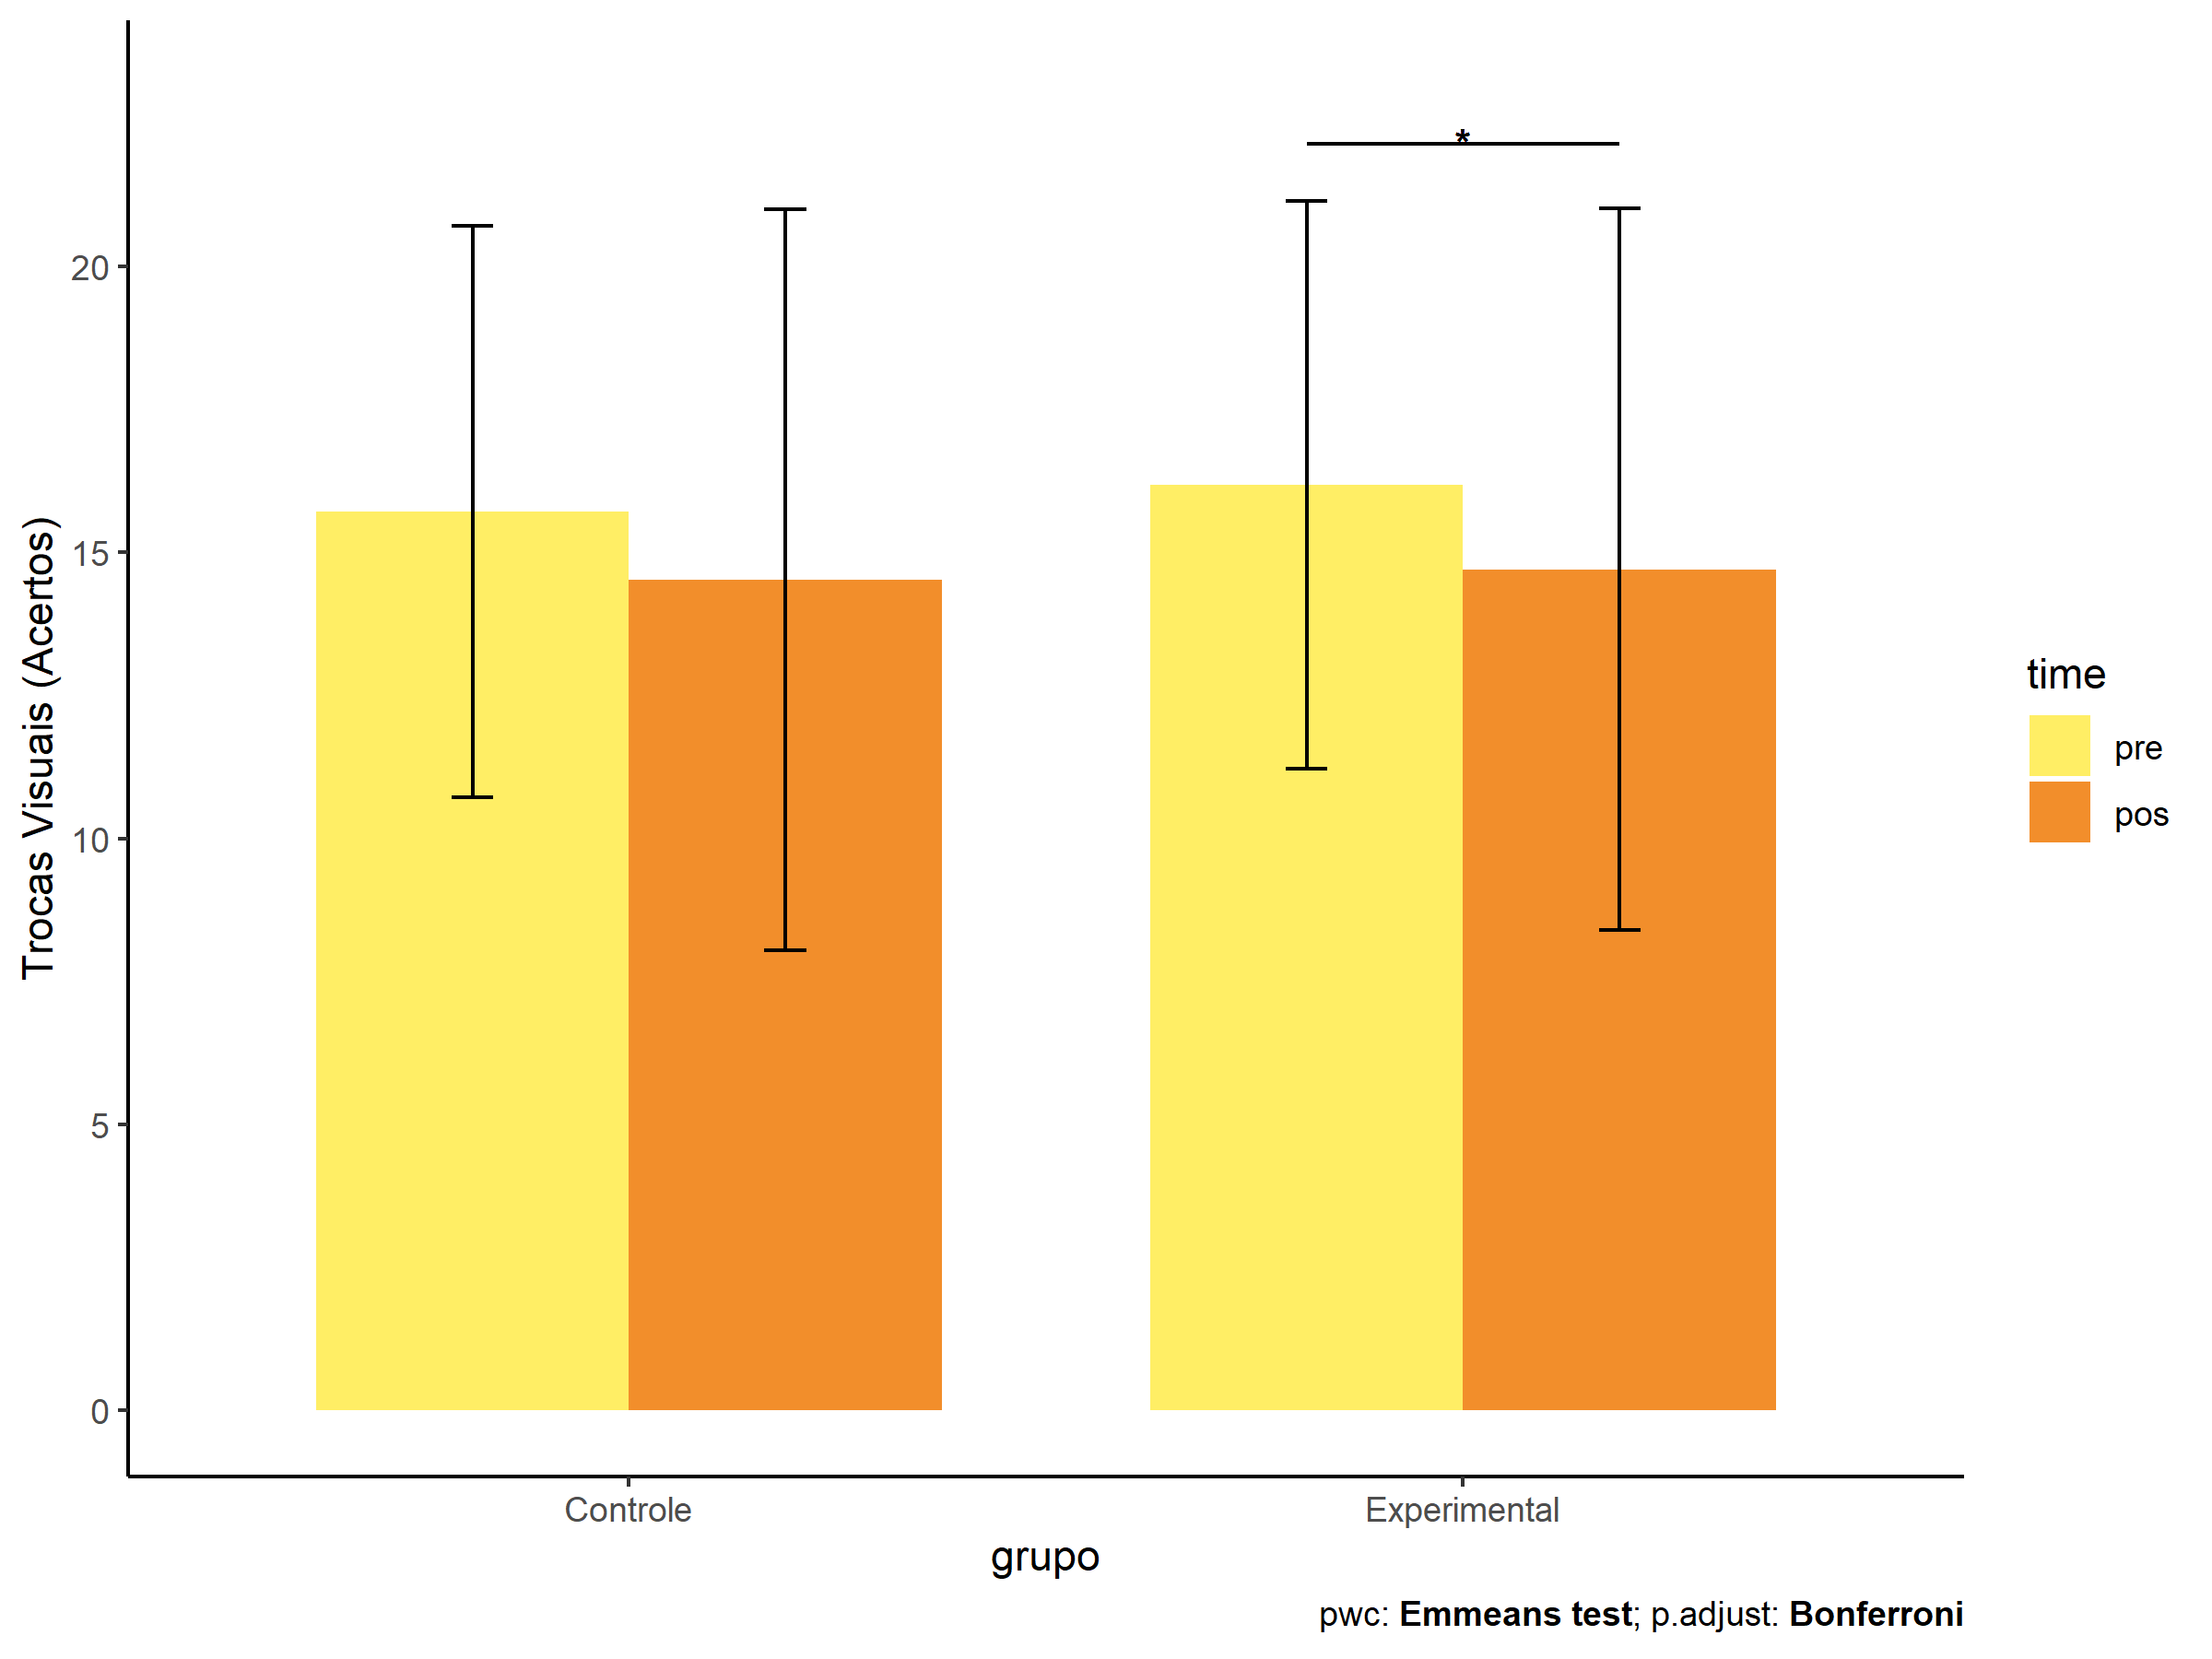 *
20
15
10
5
0
Trocas Visuais (Acertos)
Controle
Experimental
grupo
time
pre
pos
pwc: Emmeans test; p.adjust: Bonferroni